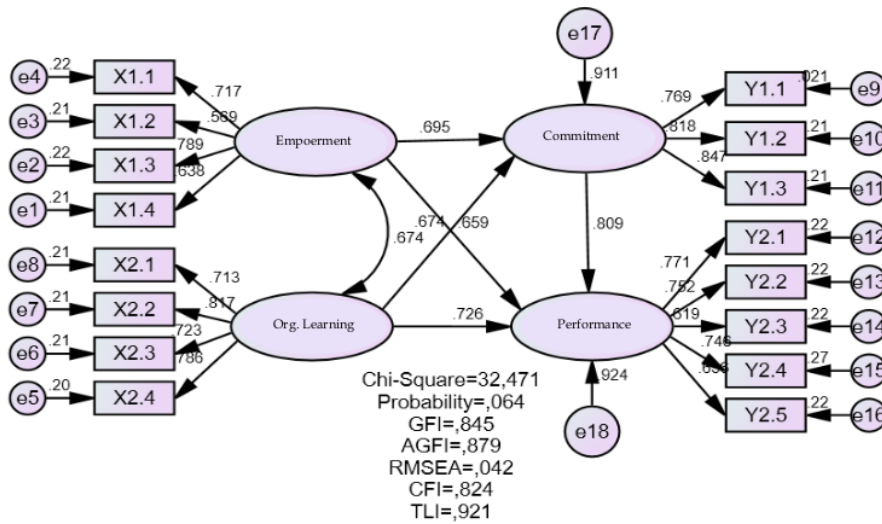 e17
.911
e4
.22
X1.1
.717
e3
.21
X1.2
.569
e2
.22
X1.3
.789
e1
.21
X1.4
.638
Empoerment
.695
Commitment
.769
Y1.1
.021
e9
.818
Y1.2
.21
e10
.847
Y1.3
.21
e11
.674
.674
.659
.809
e8
.21
X2.1
.713
e7
.21
X2.2
.817
e6
.21
X2.3
.723
e5
.20
X2.4
.786
Org. Learning
.726
Performance
.771
Y2.1
.22
e12
.752
Y2.2
.22
e13
.619
Y2.3
.22
e14
.746
Y2.4
.27
e15
Y2.5
.22
e16
.924
e18
Chi-Square=32,471
Probability=,064
GFI=,845
AGFI=,879
RMSEA=,042
CFI=,824
TLI=,921